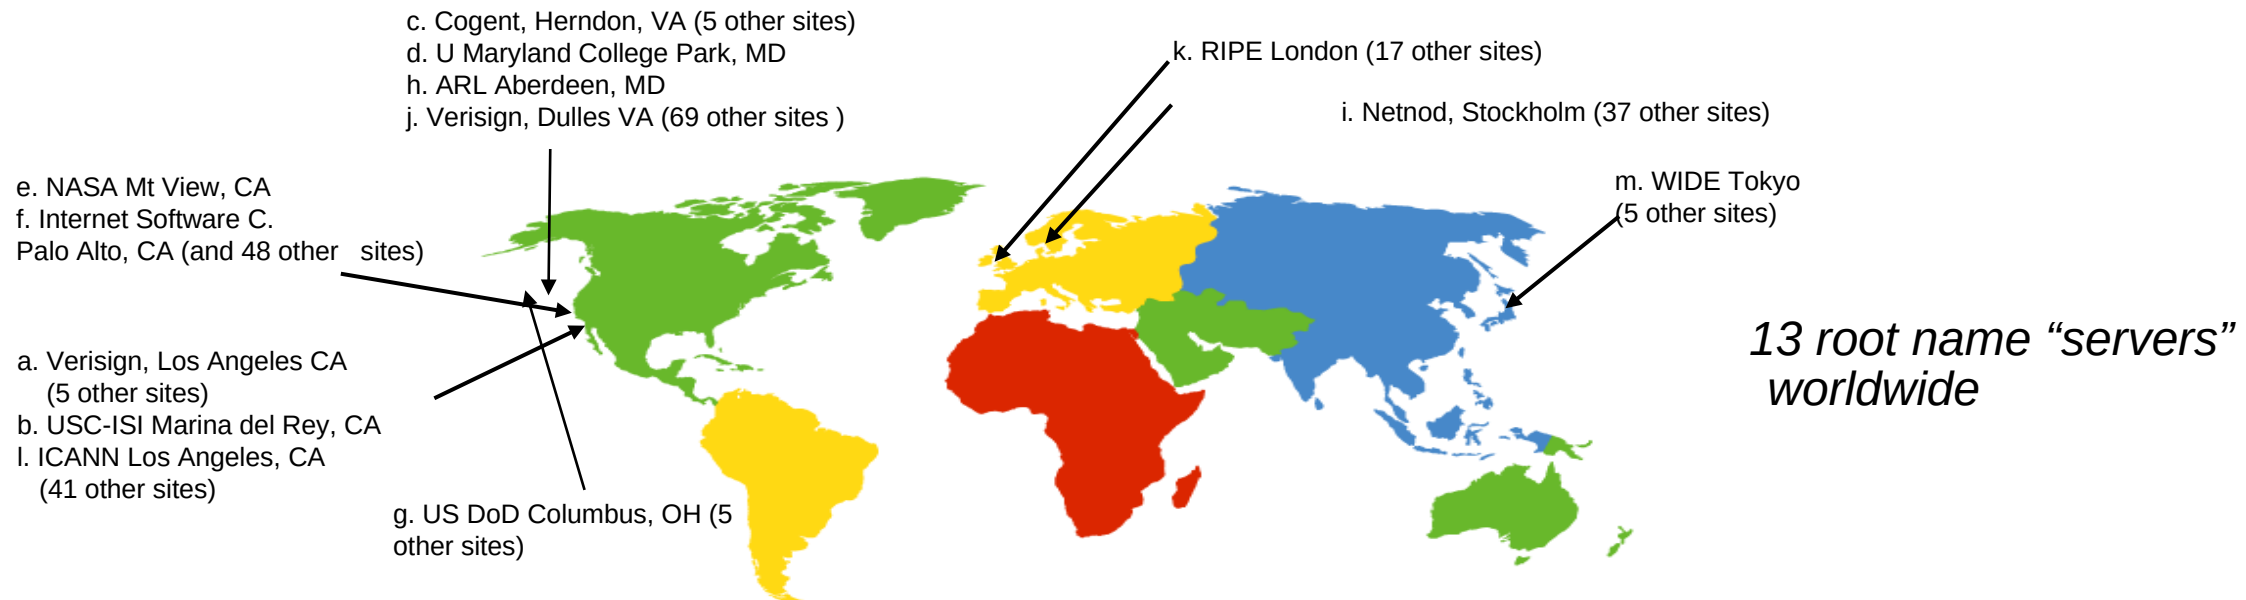 c. Cogent, Herndon, VA (5 other sites)
d. U Maryland College Park, MD
h. ARL Aberdeen, MD
j. Verisign, Dulles VA (69 other sites )
k. RIPE London (17 other sites)
i. Netnod, Stockholm (37 other sites)
m. WIDE Tokyo
(5 other sites)
e. NASA Mt View, CA
f. Internet Software C.
Palo Alto, CA (and 48 other   sites)
a. Verisign, Los Angeles CA
(5 other sites)
b. USC-ISI Marina del Rey, CA
l. ICANN Los Angeles, CA
(41 other sites)
g. US DoD Columbus, OH (5
other sites)
13 root name “servers”
worldwide